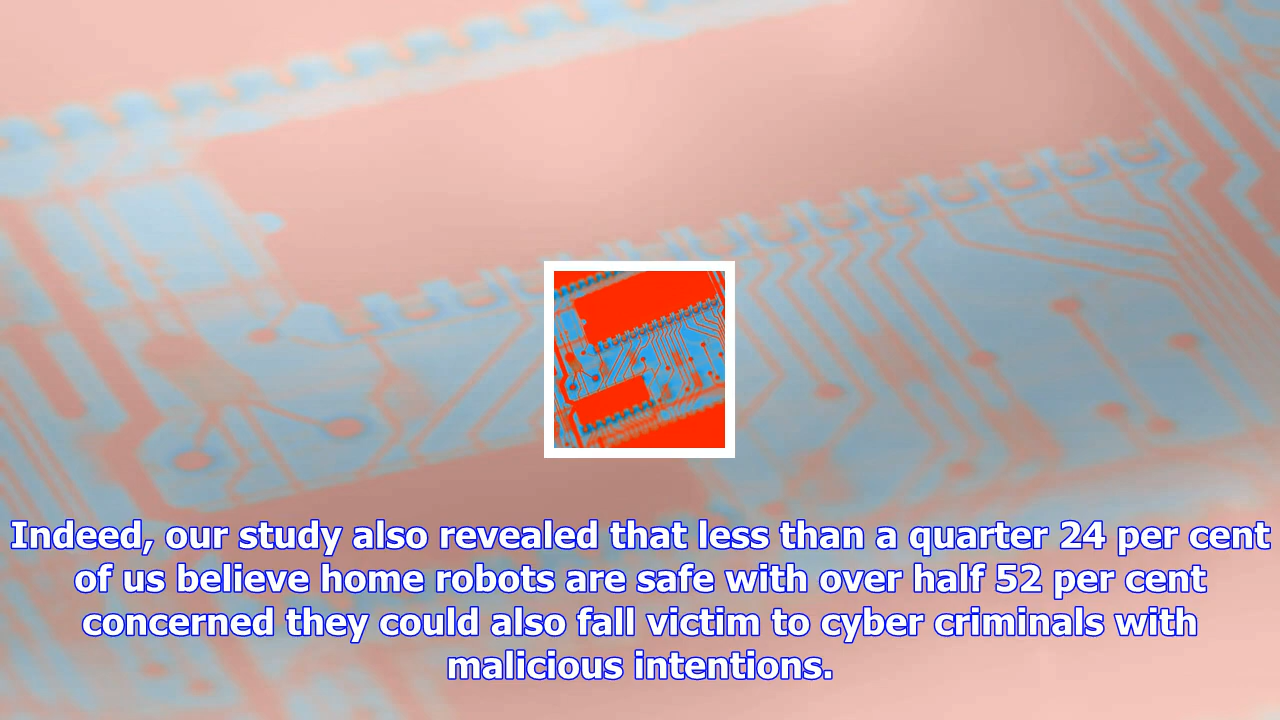 Indeed, our study also revealed that less than a quarter 24 per cent
of us believe home robots are safe with over half 52 per cent
concerned they could also fall victim to cyber criminals with
malicious intentions.